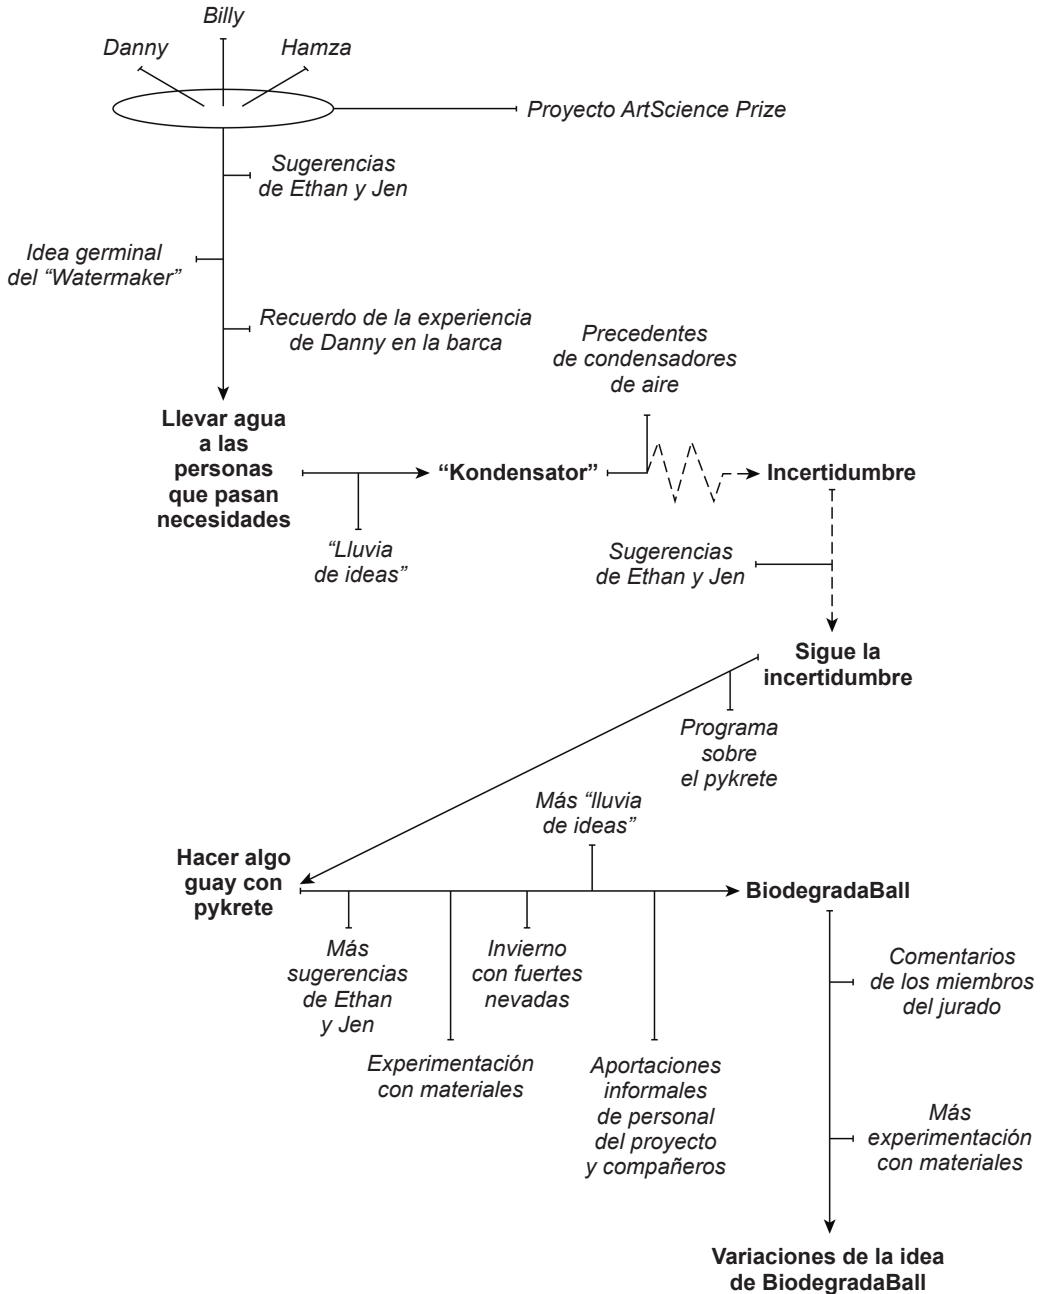 Billy
Danny
Hamza
Proyecto ArtScience Prize
Sugerencias
de Ethan y Jen
Idea germinal
del “Watermaker”
Recuerdo de la experiencia
de Danny en la barca
Precedentes
de condensadores
de aire
Llevar agua
a las
personas
que pasan
necesidades
“Kondensator”
Incertidumbre
“Lluvia
de ideas”
Sugerencias
de Ethan y Jen
Sigue la
incertidumbre
Programa
sobre
el pykrete
Más “lluvia
de ideas”
Hacer algo
guay con
pykrete
BiodegradaBall
Más
sugerencias
de Ethan
y Jen
Invierno
con fuertes
nevadas
Comentarios
de los miembros
del jurado
Experimentación
con materiales
Aportaciones
informales
de personal
del proyecto
y compañeros
Más
experimentación
con materiales
Variaciones de la idea
de BiodegradaBall